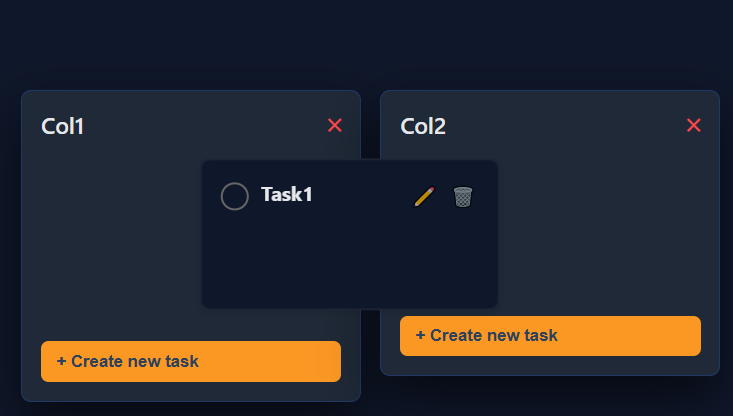 Col1
Col2
Task1
+ Create new task
+ Create new task